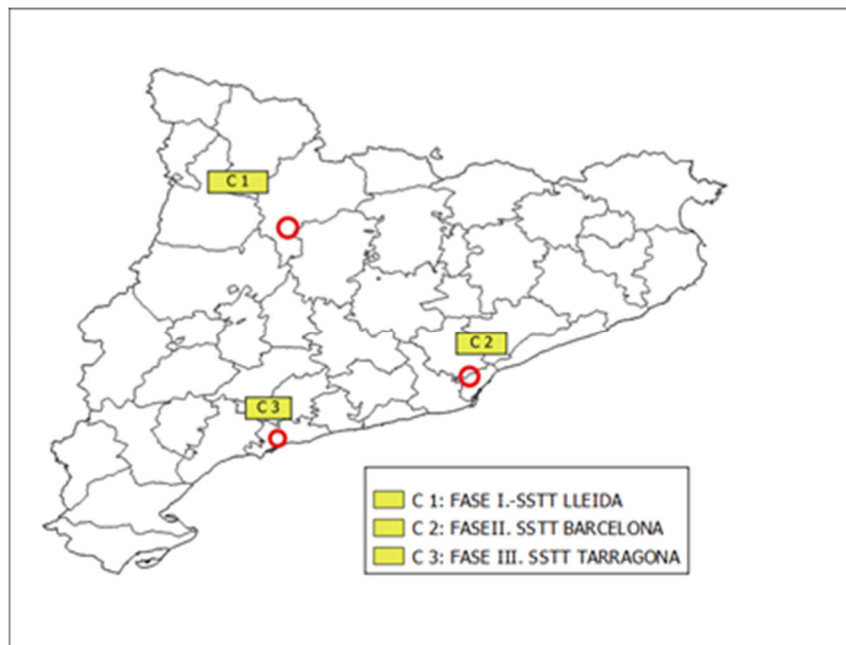 C 1
C 2
C 3
C 1: FASE I.-SSTT LLEIDA
C 2: FASEII. SSTT BARCELONA
C 3: FASE III. SSTT TARRAGONA